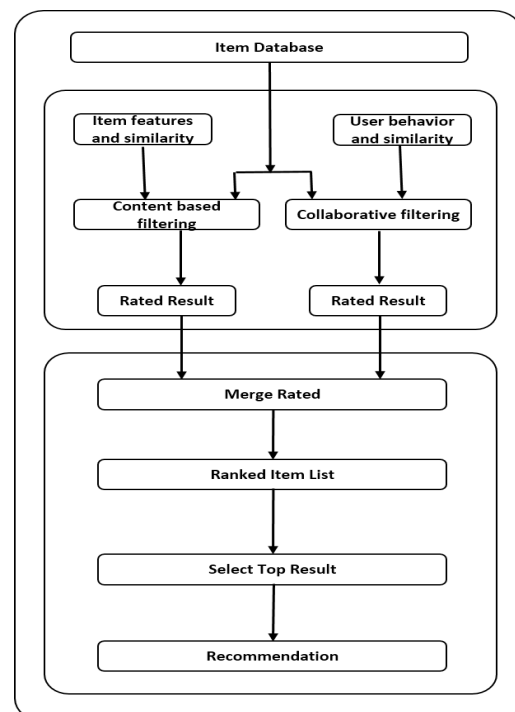 Item Database
Item features
and similarity
User behavior
and similarity
Content based
filtering
Collaborative filtering
Rated Result
Rated Result
Merge Rated
Ranked Item List
Select Top Result
Recommendation